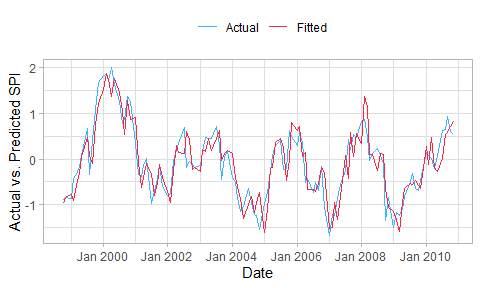 Actual Fitted
Actual vs. Predicted SPI
2
1
0
-1
Jan 2000 Jan 2002 Jan 2004 Jan 2006 Jan 2008 Jan 2010
Date